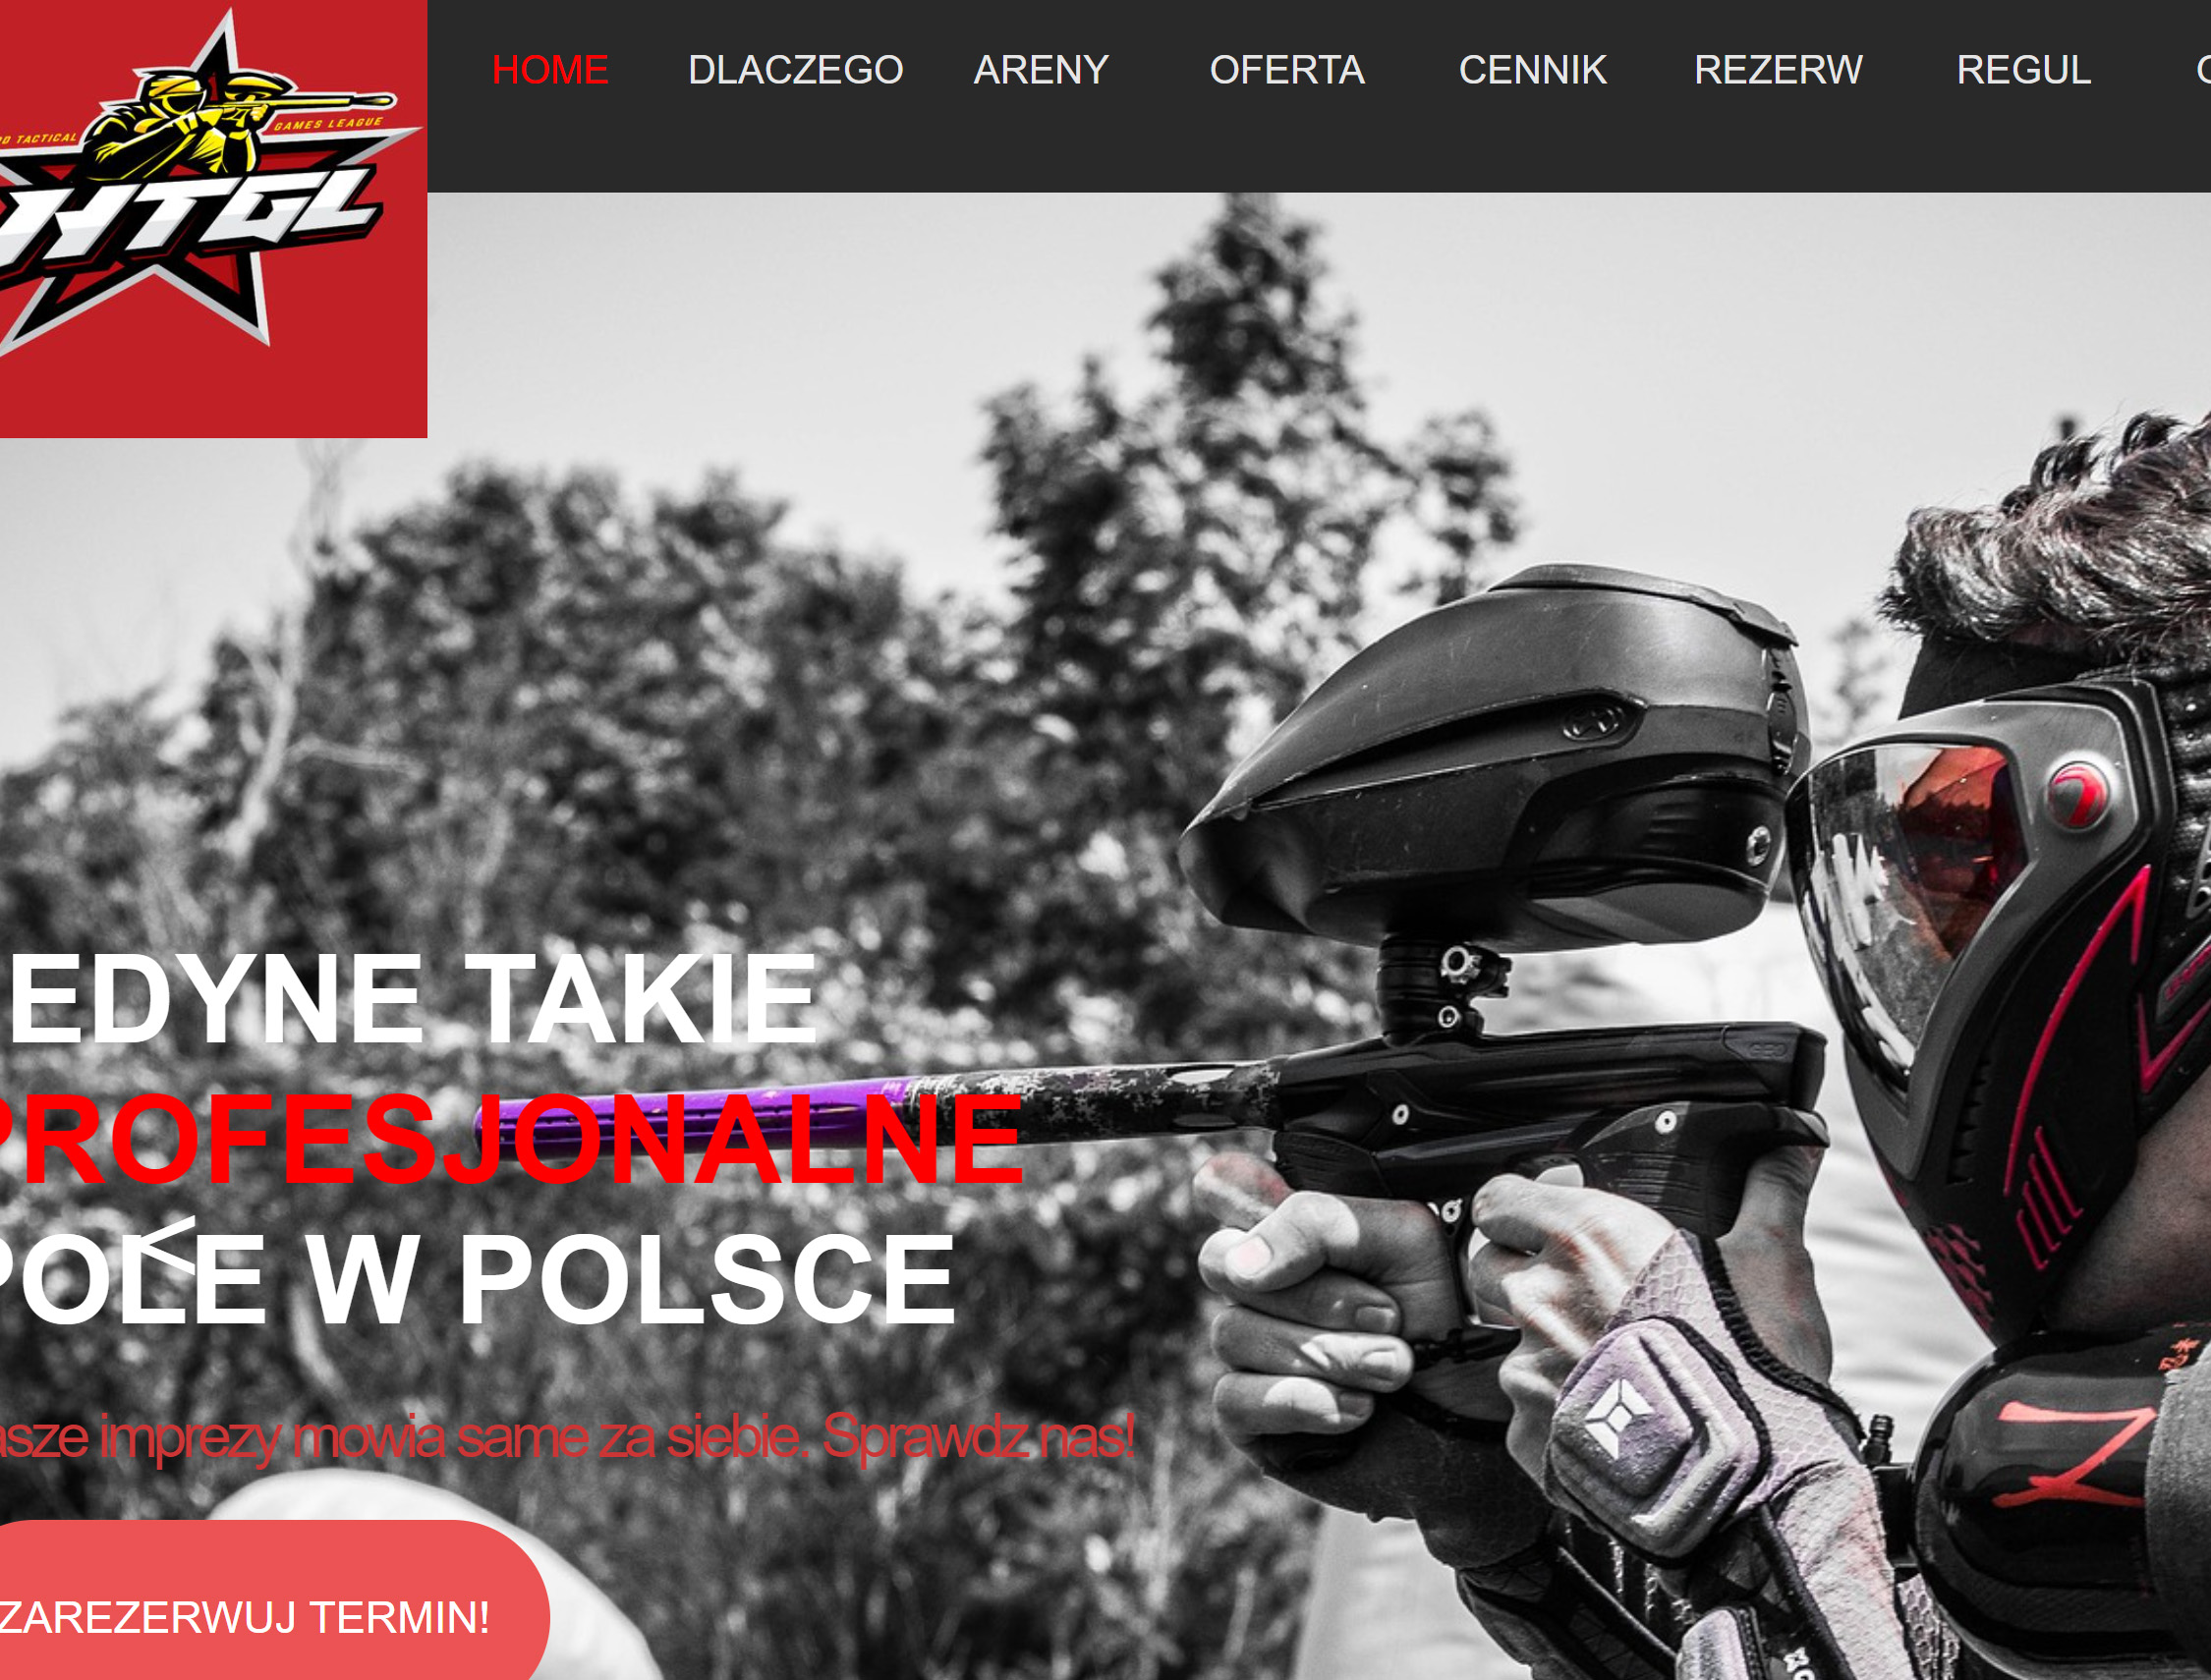 HOME DLACZEGO ARENY OFERTA CENNIK REZERW REGUL
TACTICAL GAMES LEAGUE
HTGL
EDYNE TAKIE
PROFESJONALNE
<
POLE W POLSCE
asze imprezy mowia same za siebie. Sprawdz nas!
ZAREZERWUJ TERMIN!